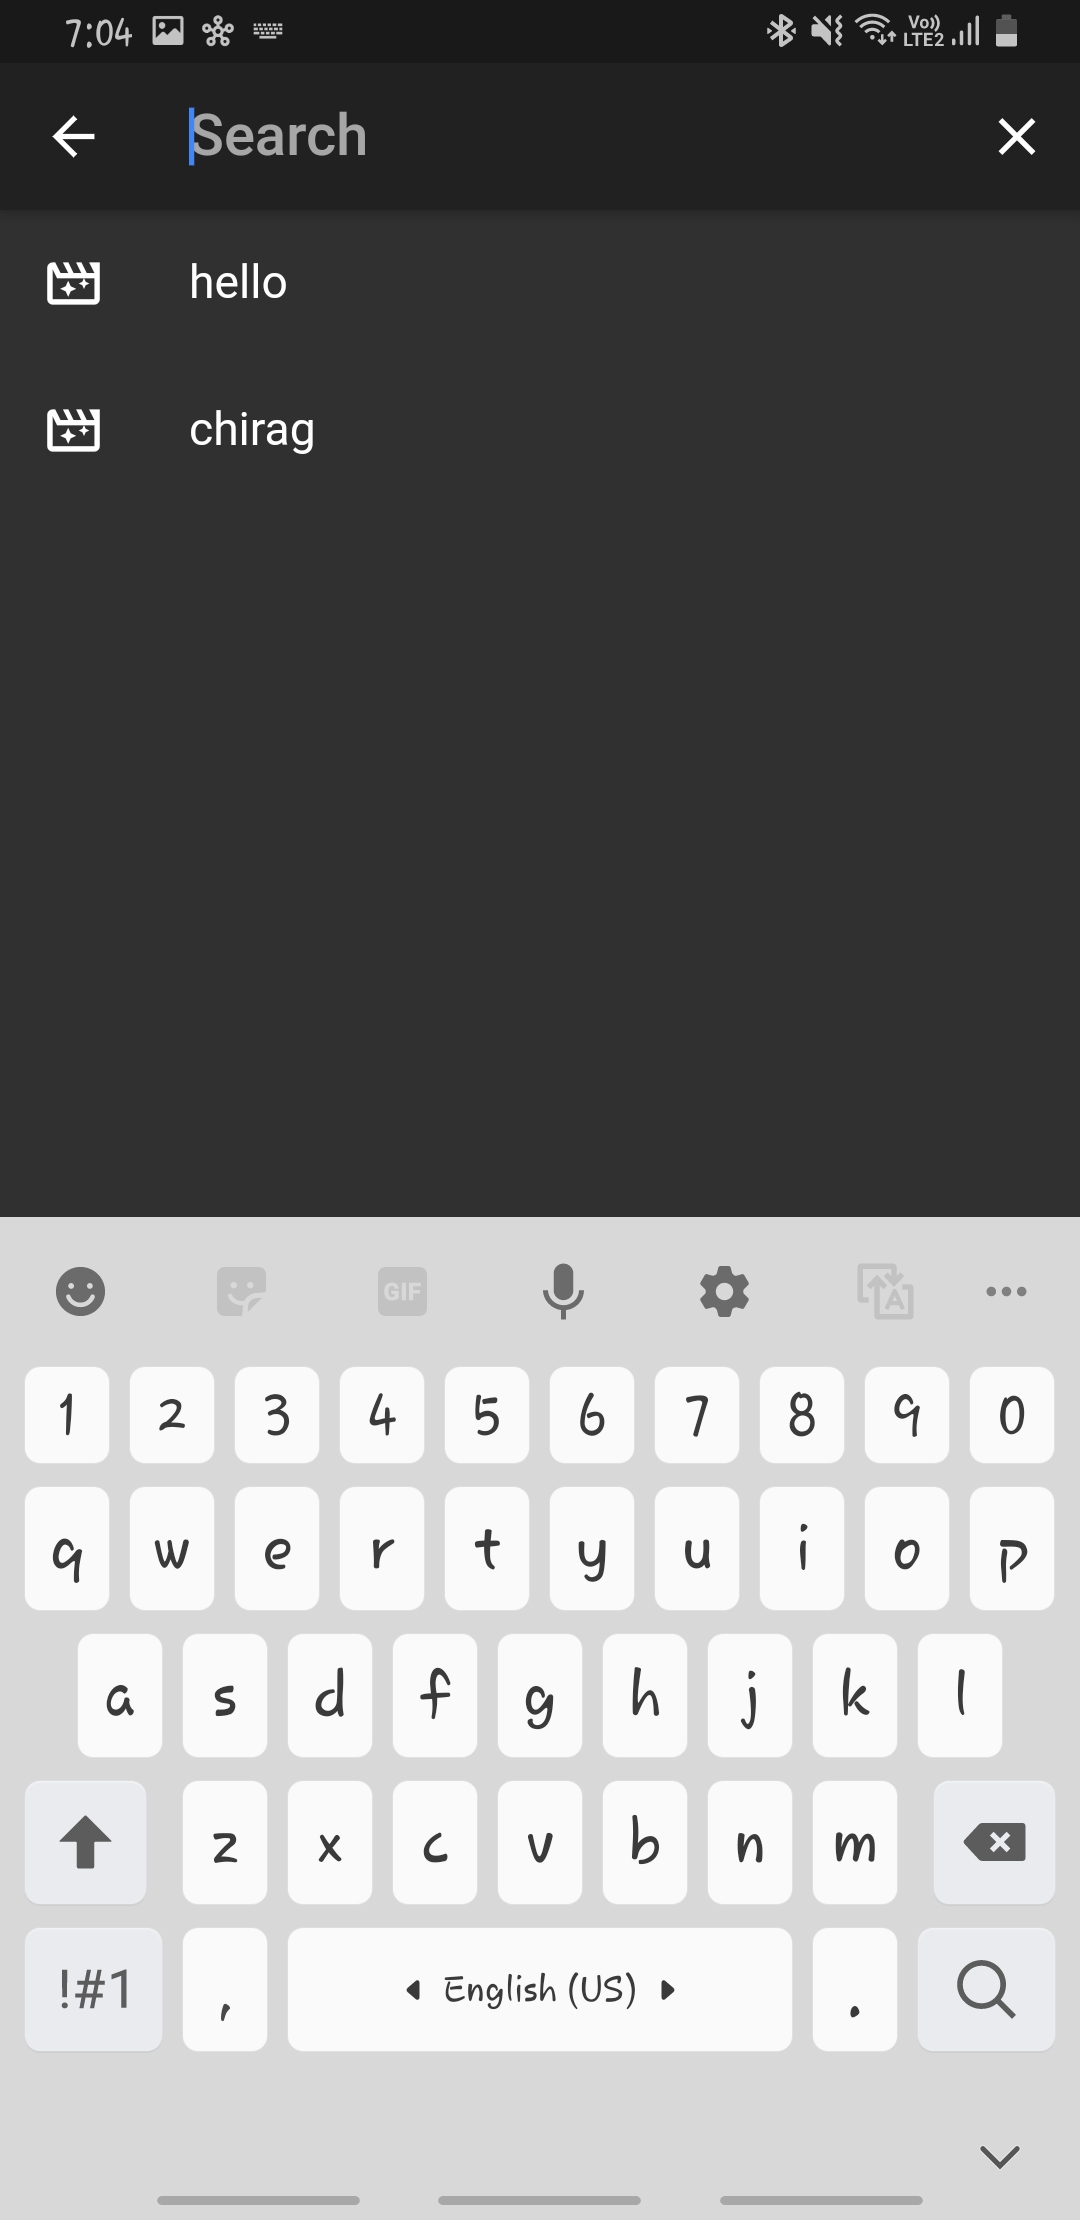 7:04 Vo)) LTE2
Search
hello
chirag
GIF A
1 2 3 4 5 6 7 8 9 0
q w e r t y u i o p
a s d f g h j k l
z x c v b n m
!#1 , English (US) .